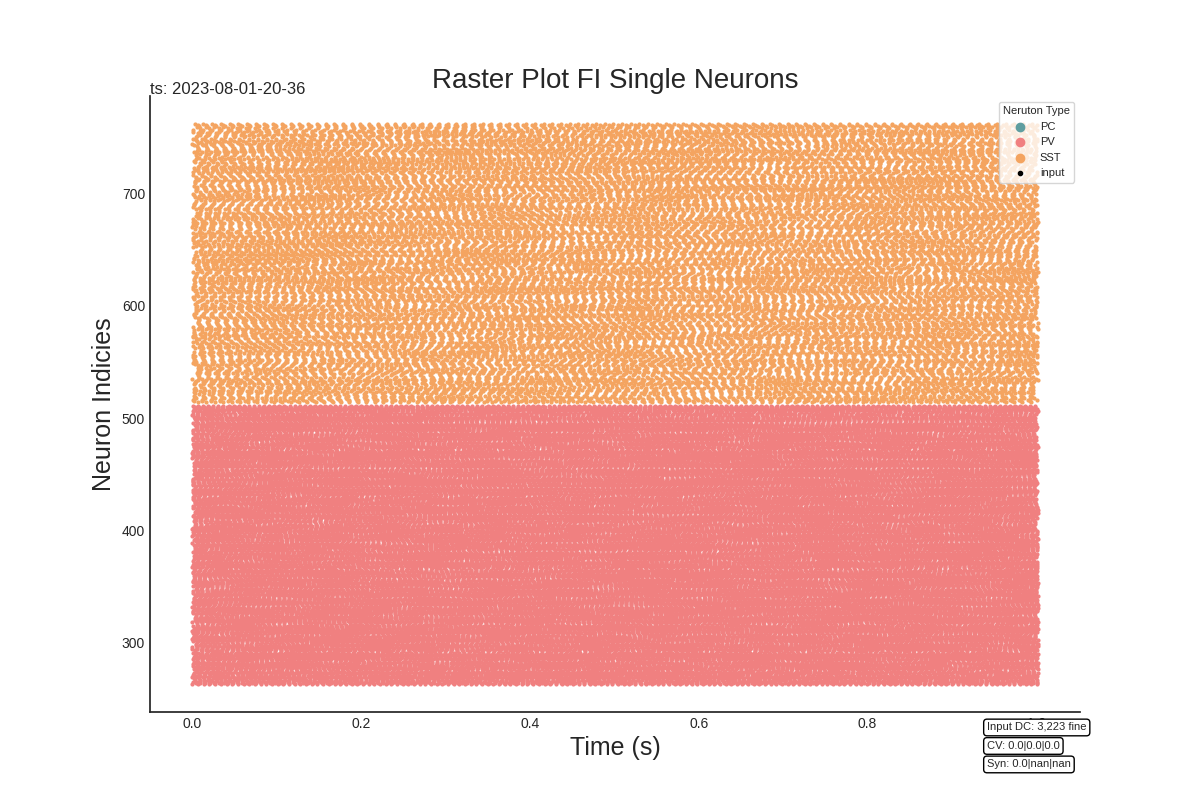 Raster Plot FI Single Neurons
ts: 2023-08-01-20-36
Neruton Type
PC
PV
SST
input
700
600
500
400
300
Neuron Indicies
0.0 0.2 0.4 0.6 0.8
Time (s)
Input DC: 3,223 fine
CV: 0.0|0.0|0.0
Syn: 0.0|nan|nan